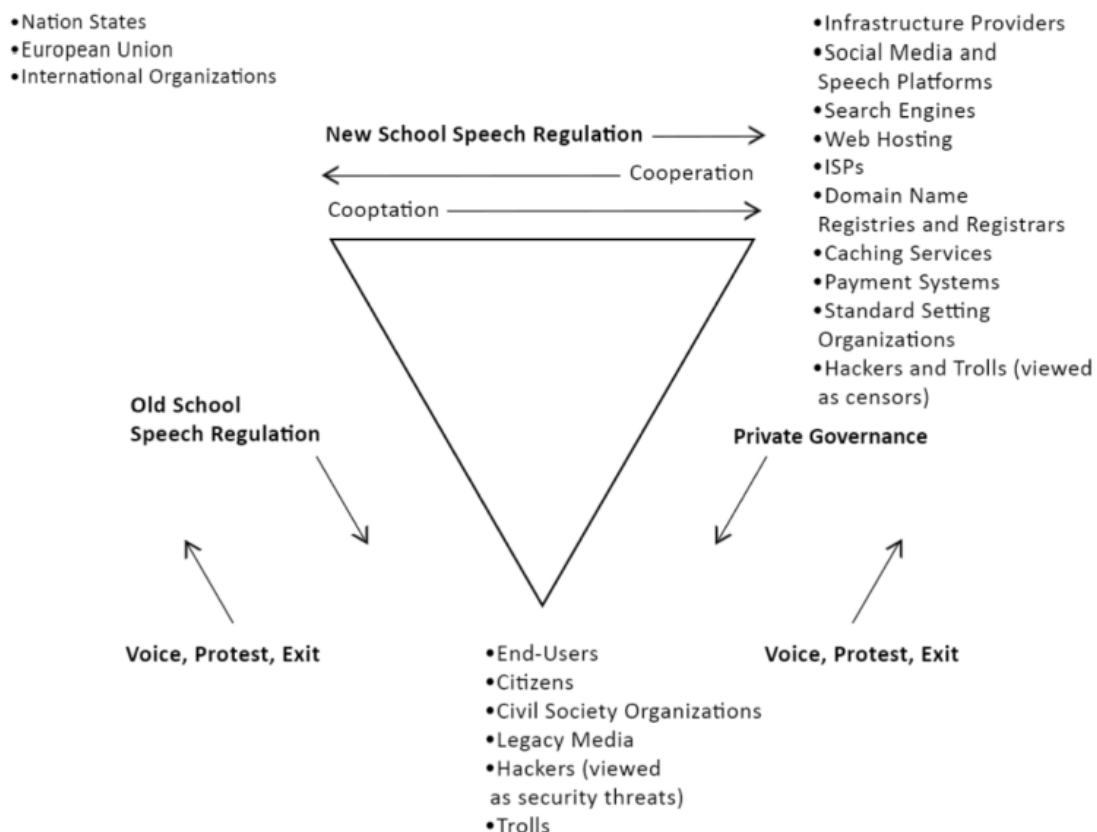 •Nation States
•European Union
•International Organizations
•Infrastructure Providers
•Social Media and
Speech Platforms
•Search Engines
•Web Hosting
•ISPs
•Domain Name
Registries and Registrars
•Caching Services
•Payment Systems
•Standard Setting
Organizations
•Hackers and Trolls (viewed
as censors)
New School Speech Regulation
Cooperation
Cooptation
Old School
Speech Regulation
Private Governance
Voice, Protest, Exit
•End-Users
•Citizens
•Civil Society Organizations
•Legacy Media
•Hackers (viewed
as security threats)
•Trolls
Voice, Protest, Exit